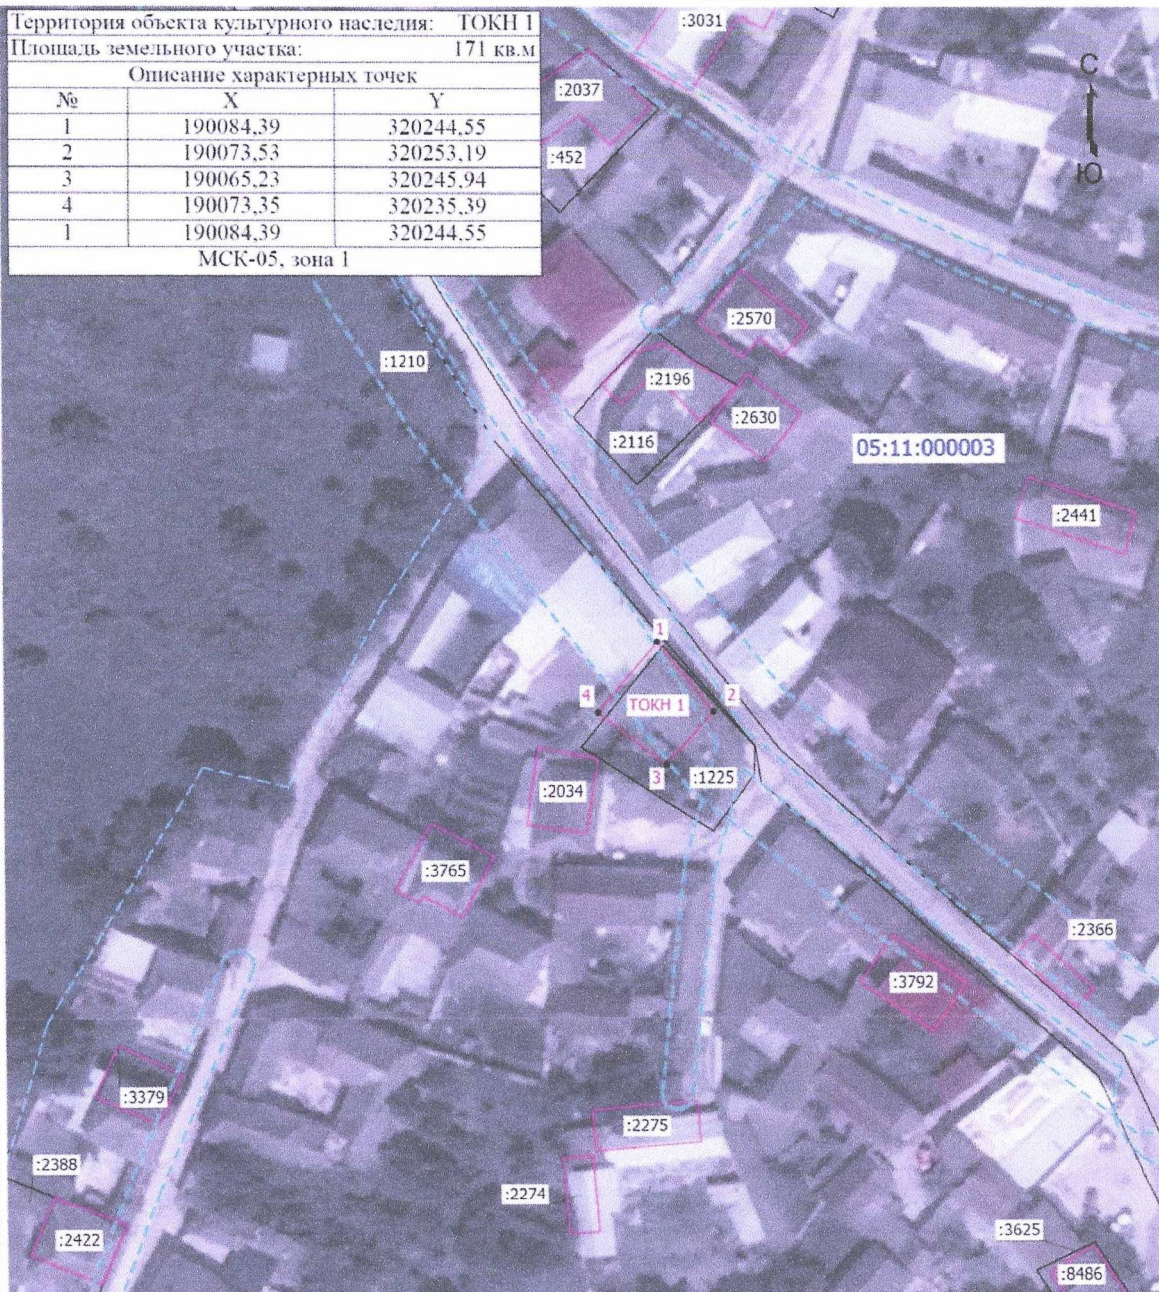 Территория объекта культурного наследия: ТОКН 1
Площадь земельного участка: 171 кв.м
Описание характерных точек
№ X Y
1 190084,39 320244,55
2 190073,53 320253,19
3 190065,23 320245,94
4 190073,35 320235,39
1 190084,39 320244,55
МСК-05, зона 1
:3031
С
Ю
:2037
:452
:2570
:1210
:2196
:2630
:2116
05:11:000003
:2441
1
4
ТОКН 1
2
3
:1225
:2034
:3765
:2366
:3792
:3379
:2275
:2388
:2274
:2422
:3625
:8486